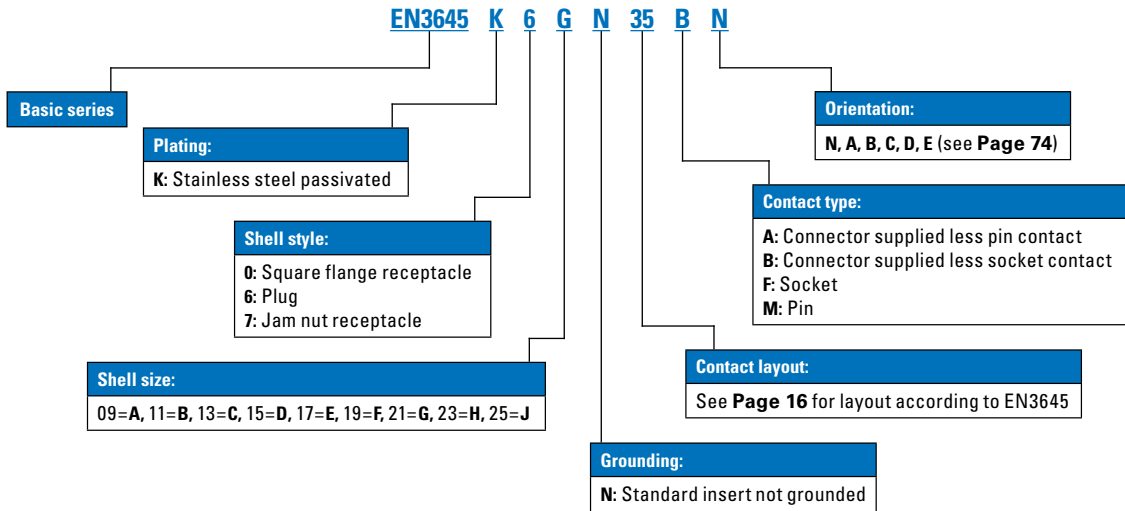 EN3645 K 6 G N 35 B N
Basic series
Plating:
K: Stainless steel passivated
Shell style:
0: Square flange receptacle
6: Plug
7: Jam nut receptacle
Shell size:
09=A, 11=B, 13=C, 15=D, 17=E, 19=F, 21=G, 23=H, 25=J
Orientation:
N, A, B, C, D, E (see Page 74)
Contact type:
A: Connector supplied less pin contact
B: Connector supplied less socket contact
F: Socket
M: Pin
Contact layout:
See Page 16 for layout according to EN3645
Grounding:
N: Standard insert not grounded